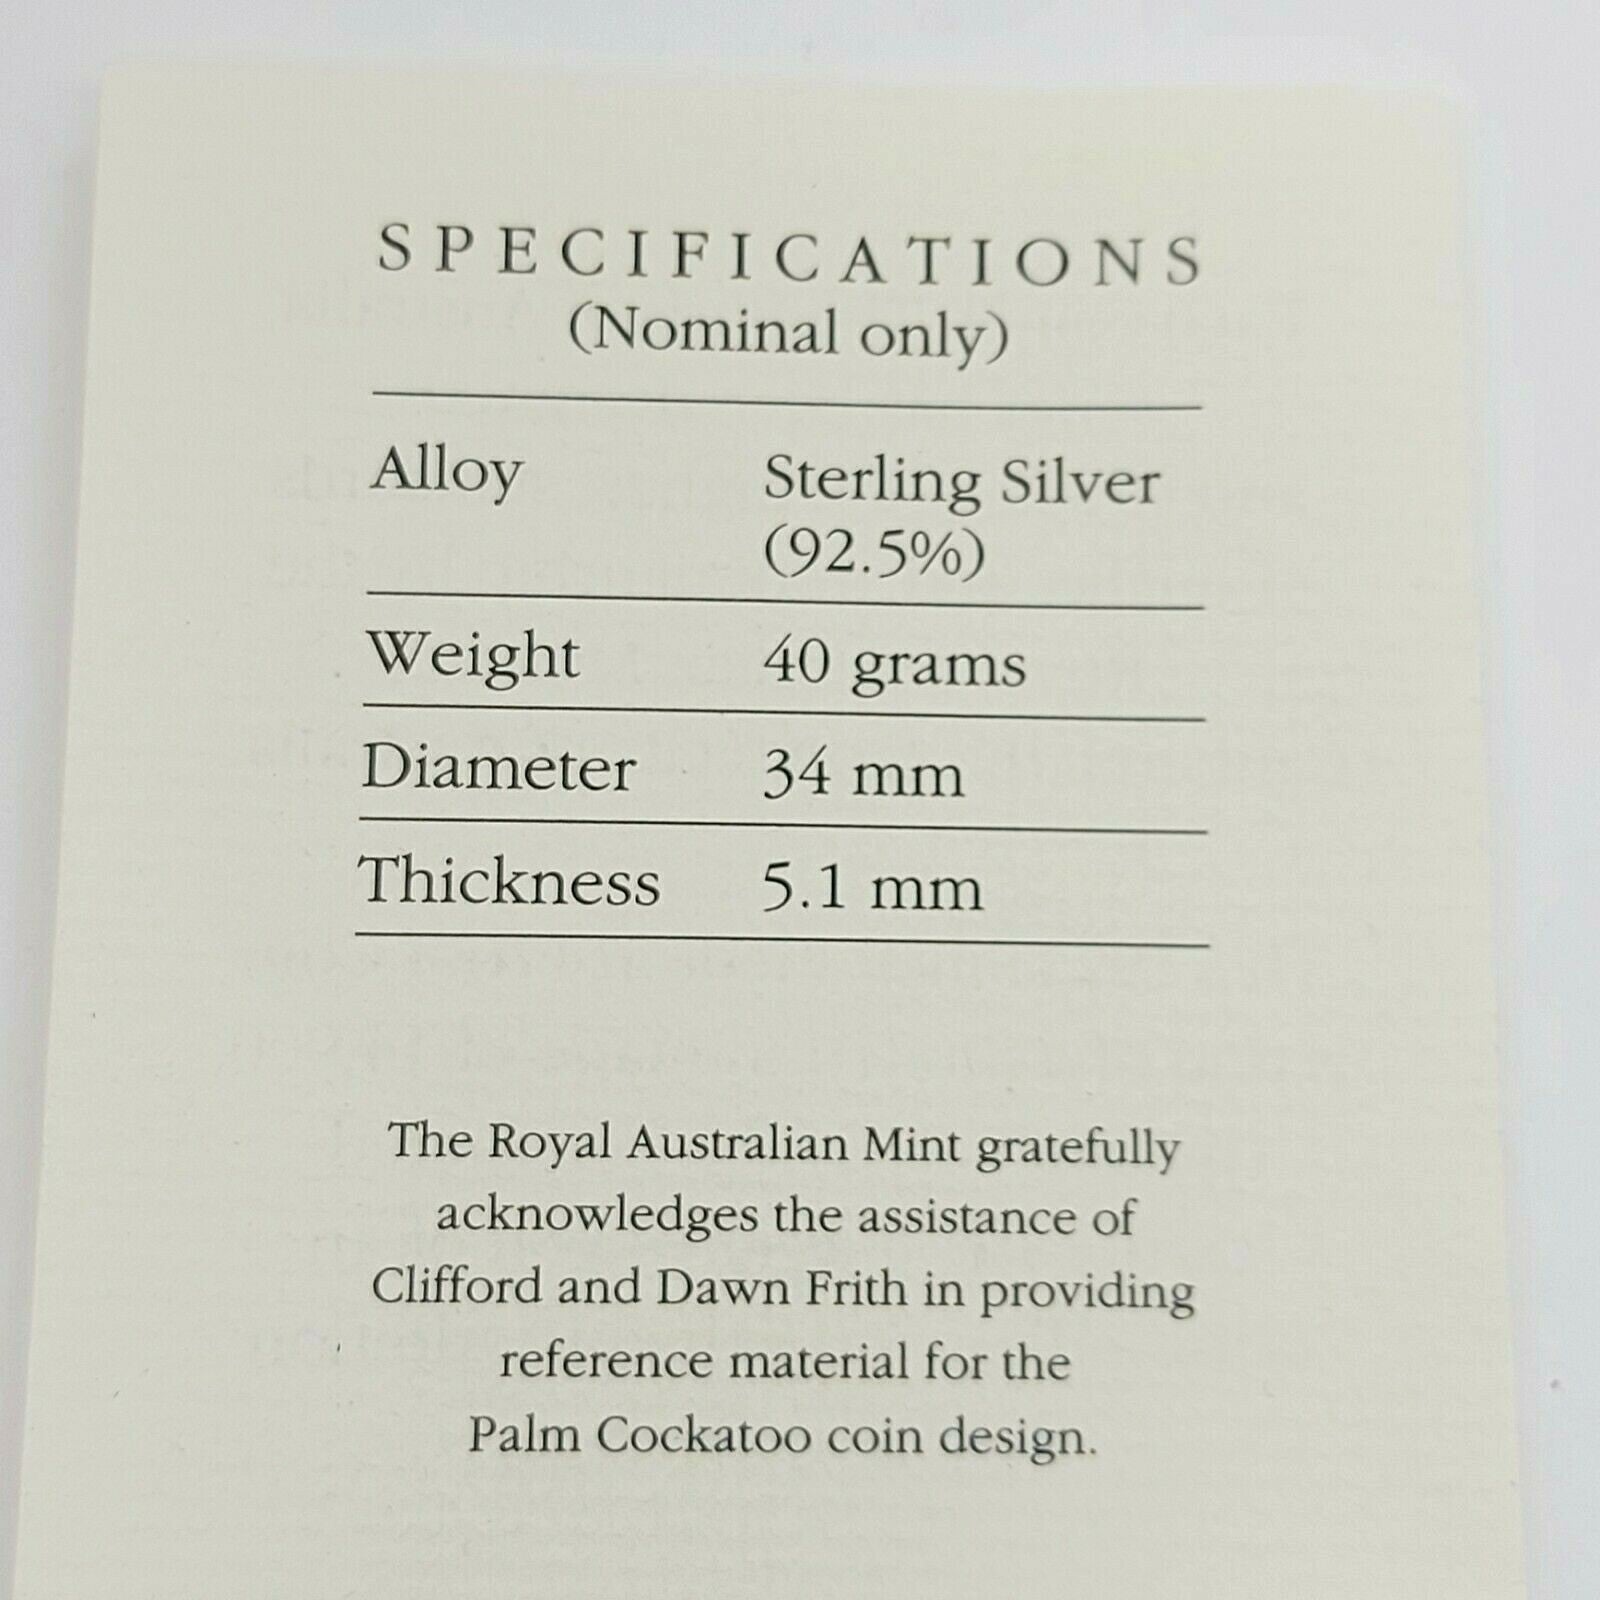 SPECIFICATIONS
(Nominal only)
Alloy Sterling Silver
(92.5%)
Weight 40 grams
Diameter 34 mm
Thickness 5.1 mm
The Royal Australian Mint gratefully
acknowledges the assistance of
Clifford and Dawn Frith in providing
reference material for the
Palm Cockatoo coin design.